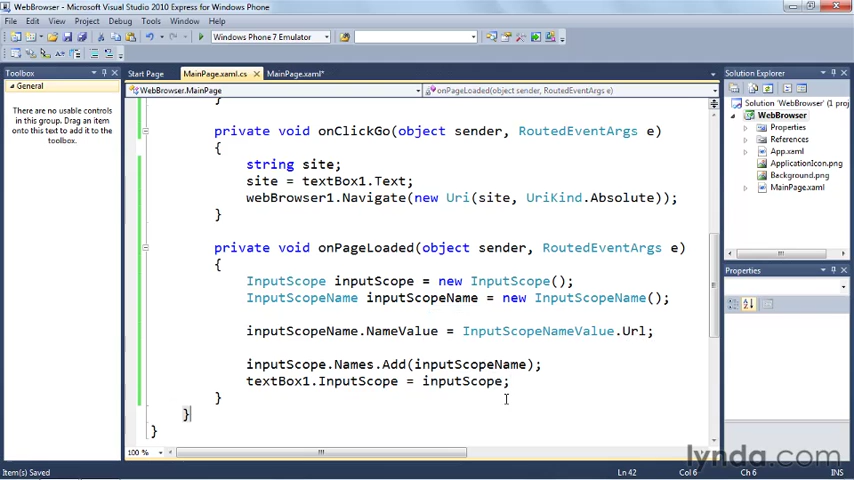 WebBrowser - Microsoft Visual Studio 2010 Express for Windows Phone
File Edit View Project Debug Tools Window Help
Windows Phone 7 Emulator
Toolbox
General
There are no usable controls
in this group. Drag an item
onto this text to add it to the
toolbox.
Start Page MainPage.xaml.cs MainPage.xaml*
WebBrowser.MainPage onPageLoaded(object sender, RoutedEventArgs e)
}
private void onClickGo(object sender, RoutedEventArgs e)
{
string site;
site = textBox1.Text;
webBrowser1.Navigate(new Uri(site, UriKind.Absolute));
}
private void onPageLoaded(object sender, RoutedEventArgs e)
{
InputScope inputScope = new InputScope();
InputScopeName inputScopeName = new InputScopeName();
inputScopeName.NameValue = InputScopeNameValue.Url;
inputScope.Names.Add(inputScopeName);
textBox1.InputScope = inputScope;
}
}
}
100 %
Solution Explorer
Solution 'WebBrowser' (1 proj
WebBrowser
Properties
References
App.xaml
ApplicationIcon.png
Background.png
MainPage.xaml
Properties
Item(s) Saved Ln 42 Col 6 Ch 6
lynda.com